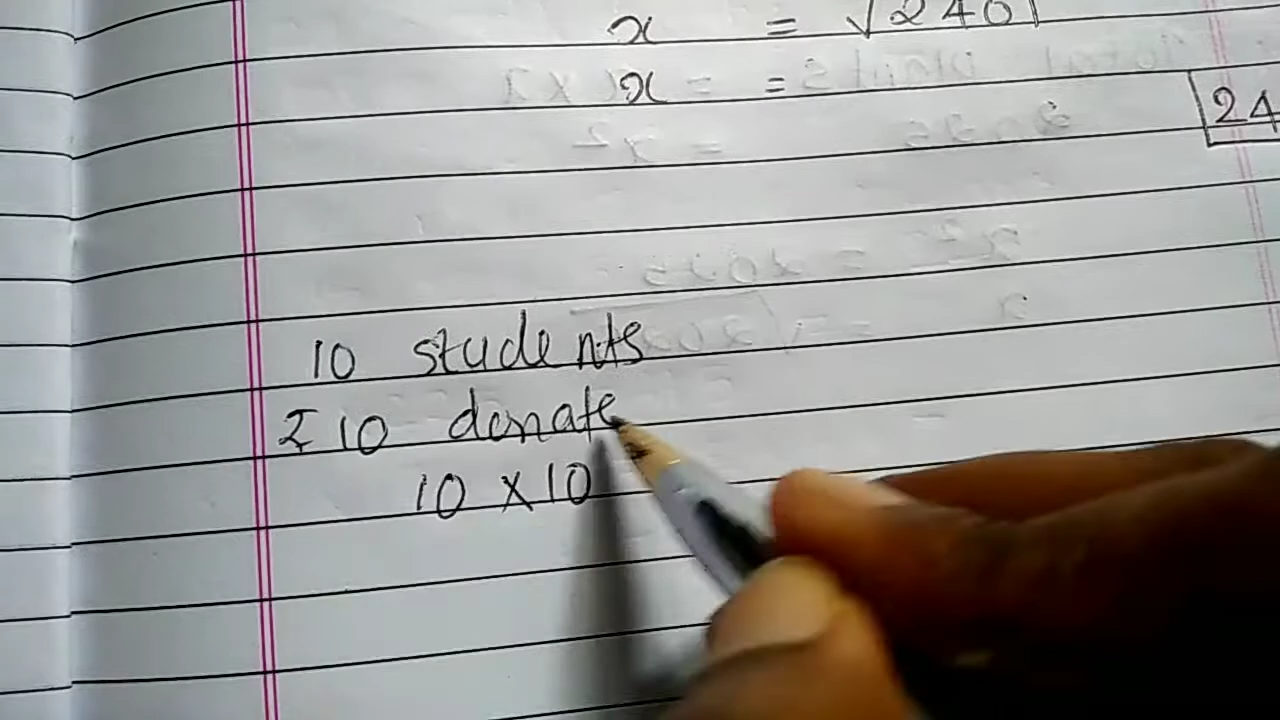 x = √2401
x =
24
10 students
₹ 10 donate
10 × 10